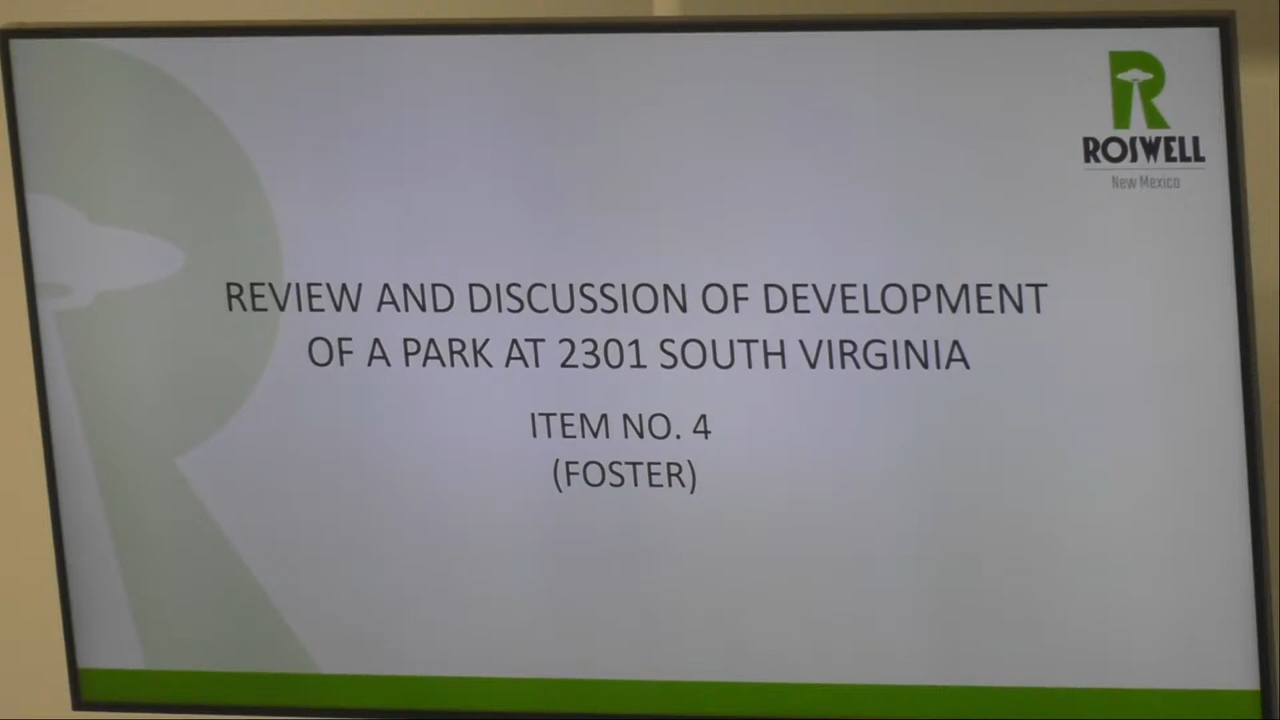 ROSWELL
New Mexico
REVIEW AND DISCUSSION OF DEVELOPMENT
OF A PARK AT 2301 SOUTH VIRGINIA
ITEM NO. 4
(FOSTER)